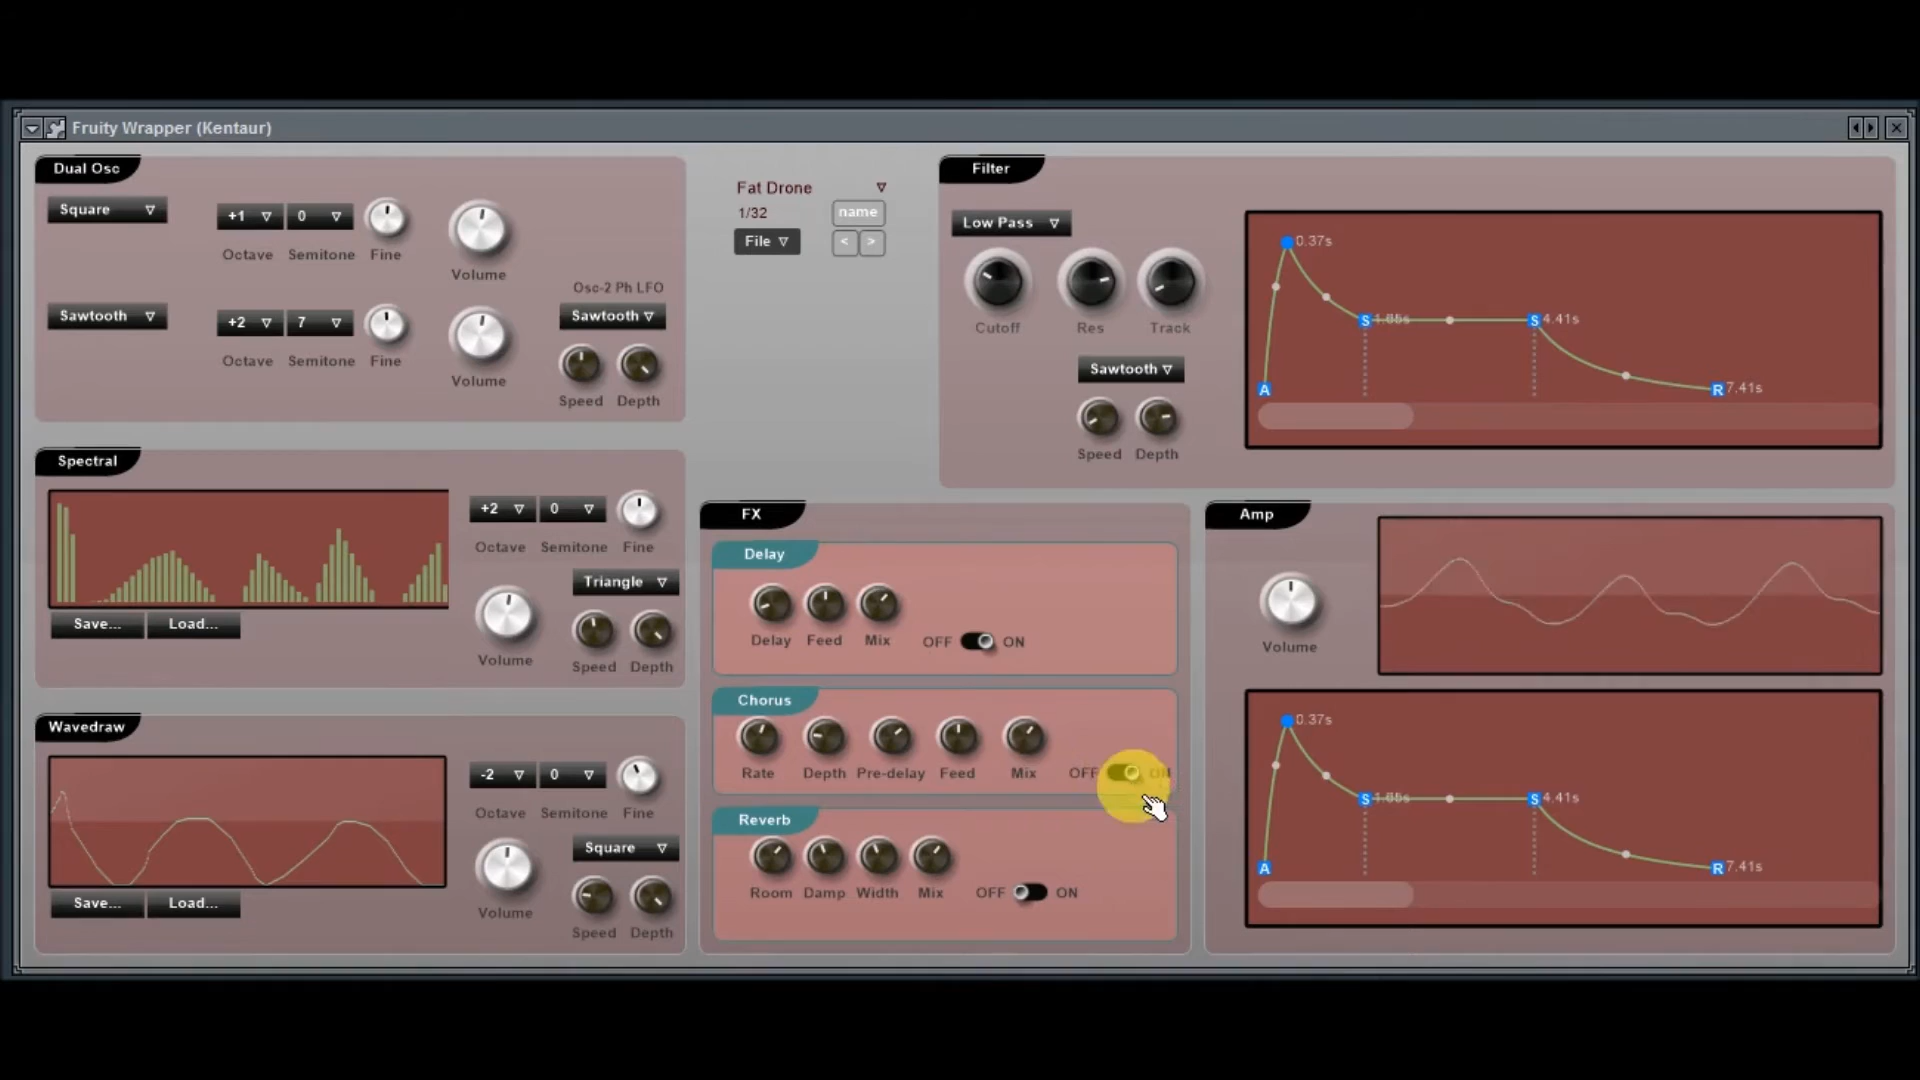 Fruity Wrapper (Kentaur)
Dual Osc
Square
+1 0
Octave Semitone Fine
Volume
Osc-2 Ph LFO
Sawtooth
+2 7
Sawtooth
Octave Semitone Fine
Volume
Speed Depth
Fat Drone
1/32
name
File
< >
Filter
Low Pass
Cutoff Res Track
Sawtooth
Speed Depth
0.37s
S 1.65s
S 4.41s
A
R 7.41s
Spectral
+2 0
Octave Semitone Fine
Triangle
Save... Load...
Volume
Speed Depth
Wavedraw
-2 0
Octave Semitone Fine
Square
Save... Load...
Volume
Speed Depth
FX
Delay
Delay Feed Mix
OFF ON
Chorus
Rate Depth Pre-delay Feed Mix
OFF ON
Reverb
Room Damp Width Mix
OFF ON
Amp
Volume
0.37s
S 1.65s
S 4.41s
A
R 7.41s